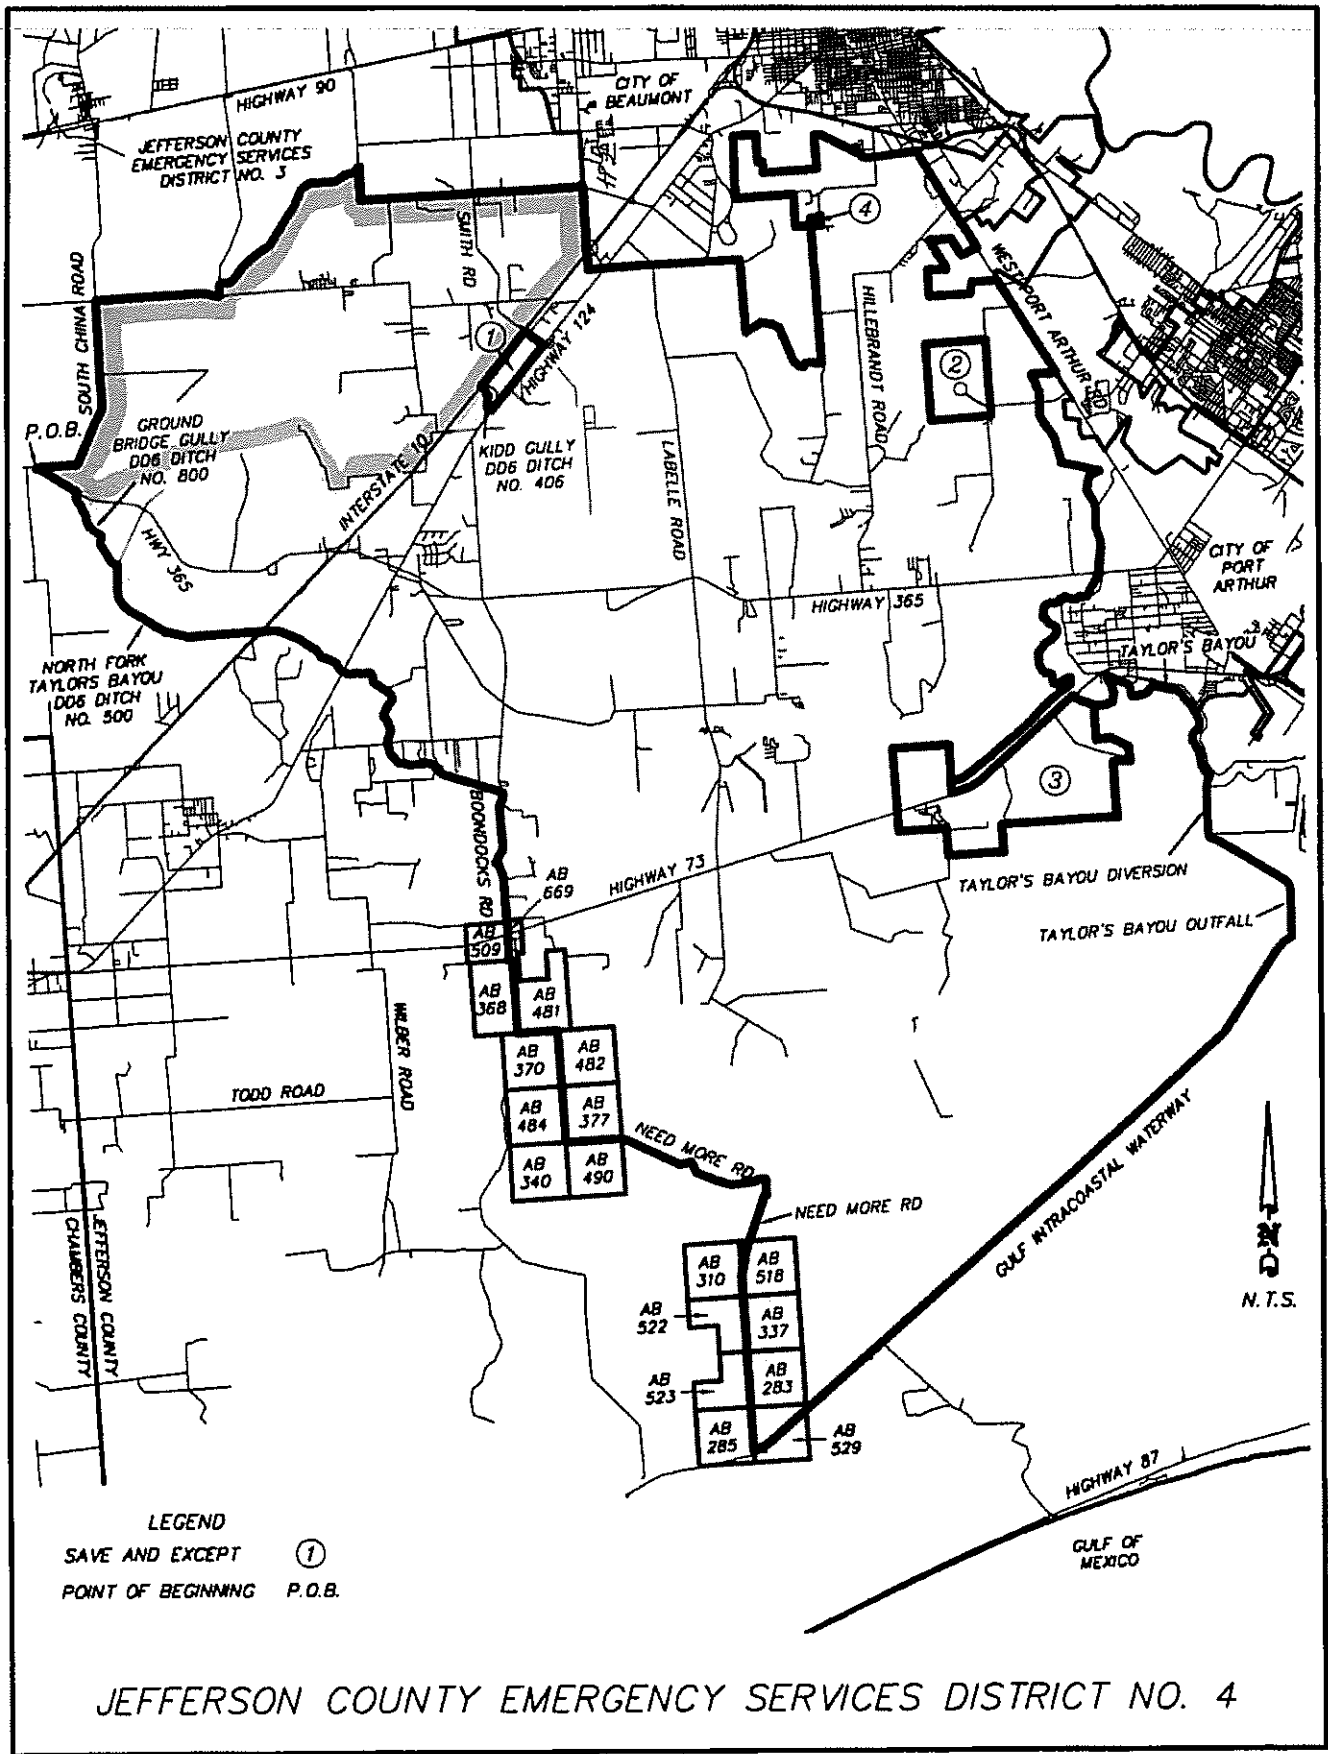 HIGHWAY 90
CITY OF
BEAUMONT
JEFFERSON COUNTY
EMERGENCY SERVICES
DISTRICT NO. 3
SMITH RD
4
SOUTH CHINA ROAD
WEST PORT ARTHUR RD
HILLEBRANDT ROAD
1
HIGHWAY 124
2
P.O.B.
GROUND
BRIDGE GULLY
DD6 DITCH
NO. 800
INTERSTATE 10
KIDD GULLY
DD6 DITCH
NO. 406
LABELLE ROAD
HWY 365
CITY OF
PORT
ARTHUR
HIGHWAY 365
TAYLOR'S BAYOU
NORTH FORK
TAYLORS BAYOU
DD6 DITCH
NO. 500
3
BOONDOCKS RD
HIGHWAY 73
AB
669
TAYLOR'S BAYOU DIVERSION
TAYLOR'S BAYOU OUTFALL
AB
509
AB
368
AB
481
WILBER ROAD
AB
370
AB
482
TODD ROAD
AB
484
AB
377
NEED MORE RD
AB
340
AB
490
GULF INTRACOASTAL WATERWAY
NEED MORE RD
JEFFERSON COUNTY
CHAMBERS COUNTY
AB
310
AB
518
N.T.S.
AB
522
AB
337
AB
523
AB
283
AB
285
AB
529
HIGHWAY 87
GULF OF
MEXICO
LEGEND
SAVE AND EXCEPT 1
POINT OF BEGINNING P.O.B.
JEFFERSON COUNTY EMERGENCY SERVICES DISTRICT NO. 4